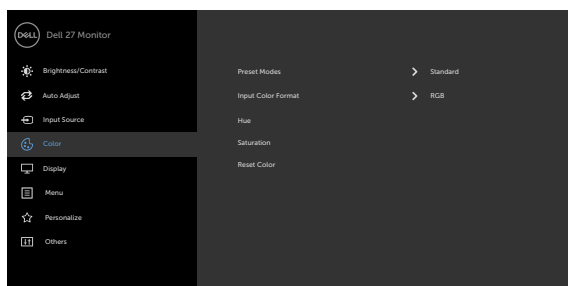 DELL Dell 27 Monitor
Brightness/Contrast
Auto Adjust
Input Source
Color
Display
Menu
Personalize
Others
Preset Modes Standard
Input Color Format RGB
Hue
Saturation
Reset Color